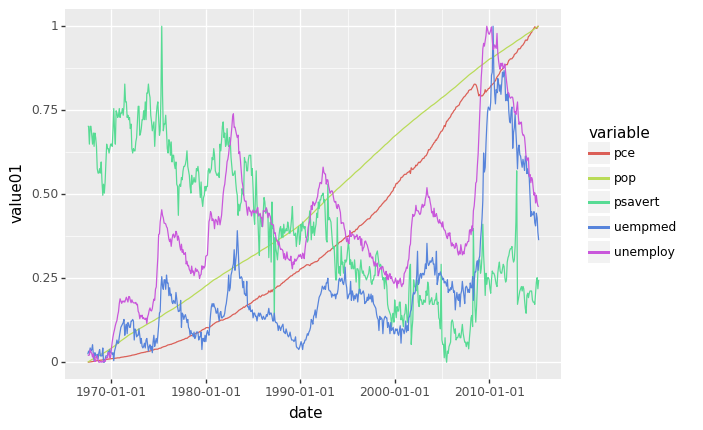 1
0.75
0.50
0.25
0
value01
1970-01-01
1980-01-01
1990-01-01
2000-01-01
2010-01-01
date
variable
pce
pop
psavert
uempmed
unemploy